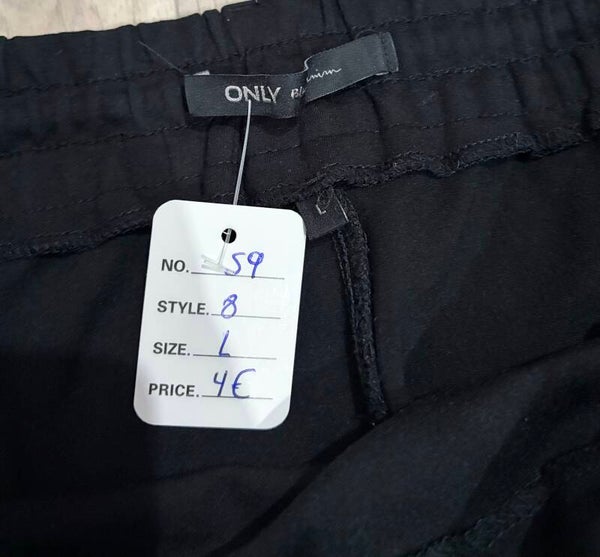 ONLY
L
NO. 59
STYLE. 8
SIZE. L
PRICE. 4€